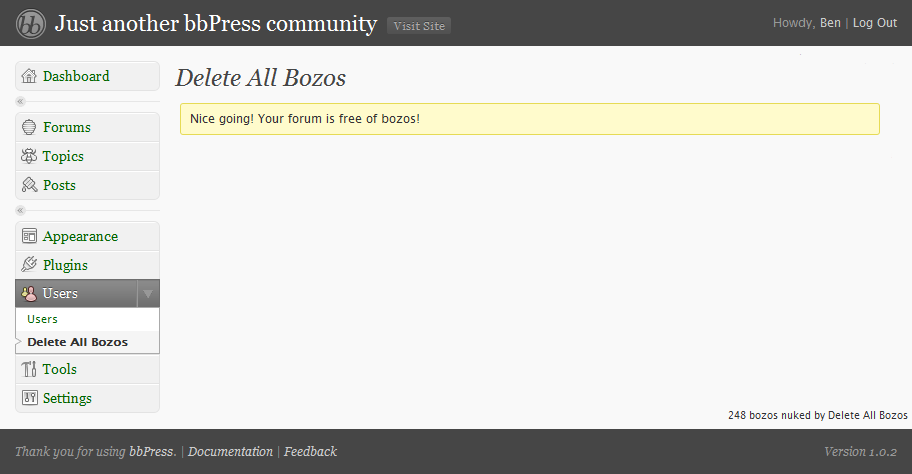 bb Just another bbPress community Visit Site Howdy, Ben | Log Out
Dashboard
Forums
Topics
Posts
Appearance
Plugins
Users
Users
Delete All Bozos
Tools
Settings
Delete All Bozos
Nice going! Your forum is free of bozos!
248 bozos nuked by Delete All Bozos
Thank you for using bbPress. | Documentation | Feedback Version 1.0.2